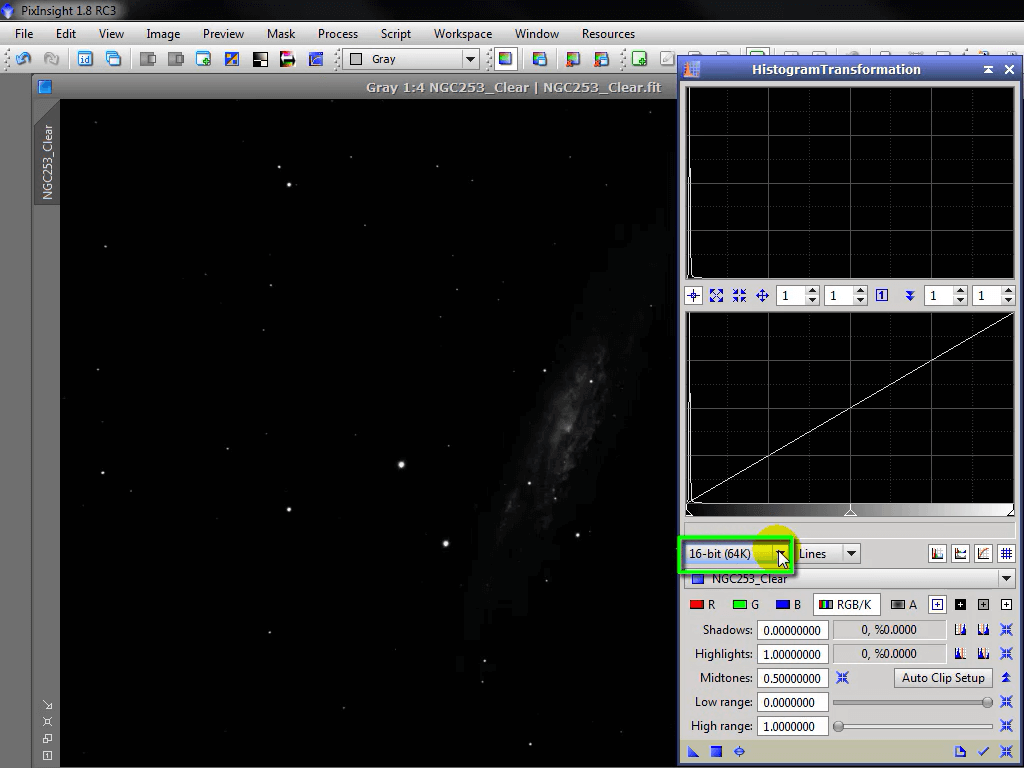 PixInsight 1.8 RC3
File Edit View Image Preview Mask Process Script Workspace Window Resources
id Gray
HistogramTransformation
Gray 1:4 NGC253_Clear | NGC253_Clear.fit
NGC253_Clear
1 1 1 1 1
16-bit (64K) Lines
NGC253_Clear
R G B RGB/K A
Shadows: 0.00000000 0, %0.0000
Highlights: 1.00000000 0, %0.0000
Midtones: 0.50000000 Auto Clip Setup
Low range: 0.0000000
High range: 1.0000000